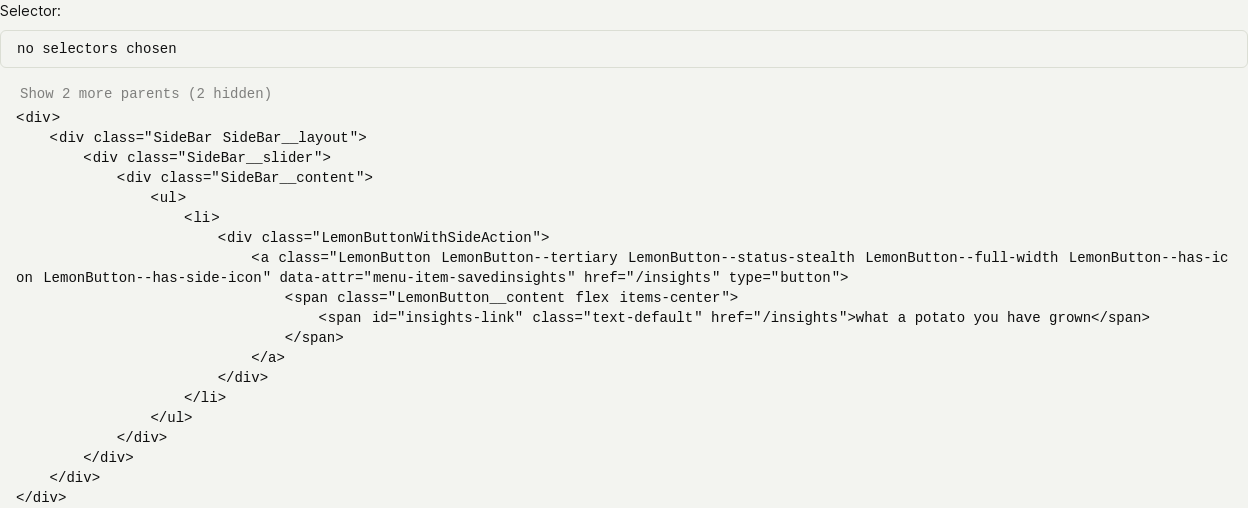 Selector:
no selectors chosen
Show 2 more parents (2 hidden)
<div>
<div class="SideBar SideBar__layout">
<div class="SideBar__slider">
<div class="SideBar__content">
<ul>
<li>
<div class="LemonButtonWithSideAction">
<a class="LemonButton LemonButton--tertiary LemonButton--status-stealth LemonButton--full-width LemonButton--has-ic
on LemonButton--has-side-icon" data-attr="menu-item-savedinsights" href="/insights" type="button">
<span class="LemonButton__content flex items-center">
<span id="insights-link" class="text-default" href="/insights">what a potato you have grown</span>
</span>
</a>
</div>
</li>
</ul>
</div>
</div>
</div>
</div>